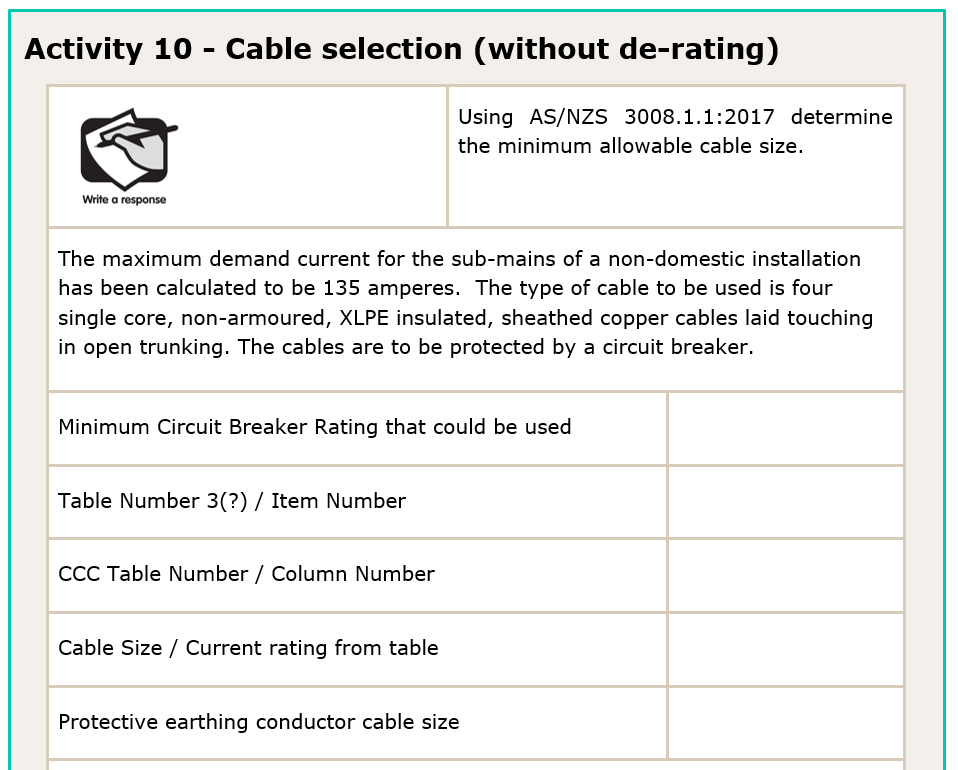 Activity 10 - Cable selection (without de-rating)
Write a response
Using AS/NZS 3008.1.1:2017 determine
the minimum allowable cable size.
The maximum demand current for the sub-mains of a non-domestic installation
has been calculated to be 135 amperes.  The type of cable to be used is four
single core, non-armoured, XLPE insulated, sheathed copper cables laid touching
in open trunking. The cables are to be protected by a circuit breaker.
Minimum Circuit Breaker Rating that could be used
Table Number 3(?) / Item Number
CCC Table Number / Column Number
Cable Size / Current rating from table
Protective earthing conductor cable size